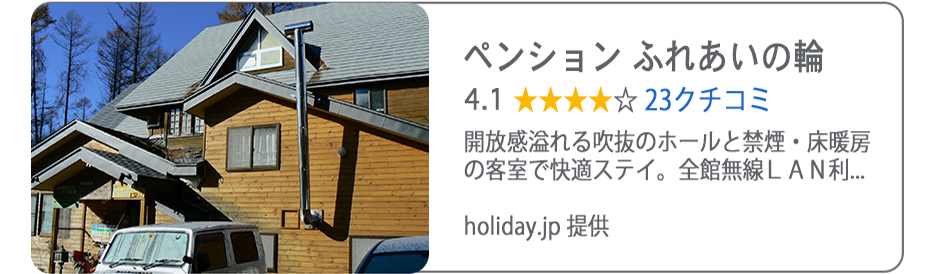 ペンション ふれあいの輪
4.1 ★★★★☆ 23クチコミ
開放感溢れる吹抜のホールと禁煙・床暖房
の客室で快適ステイ。全館無線ＬＡＮ利...
holiday.jp 提供